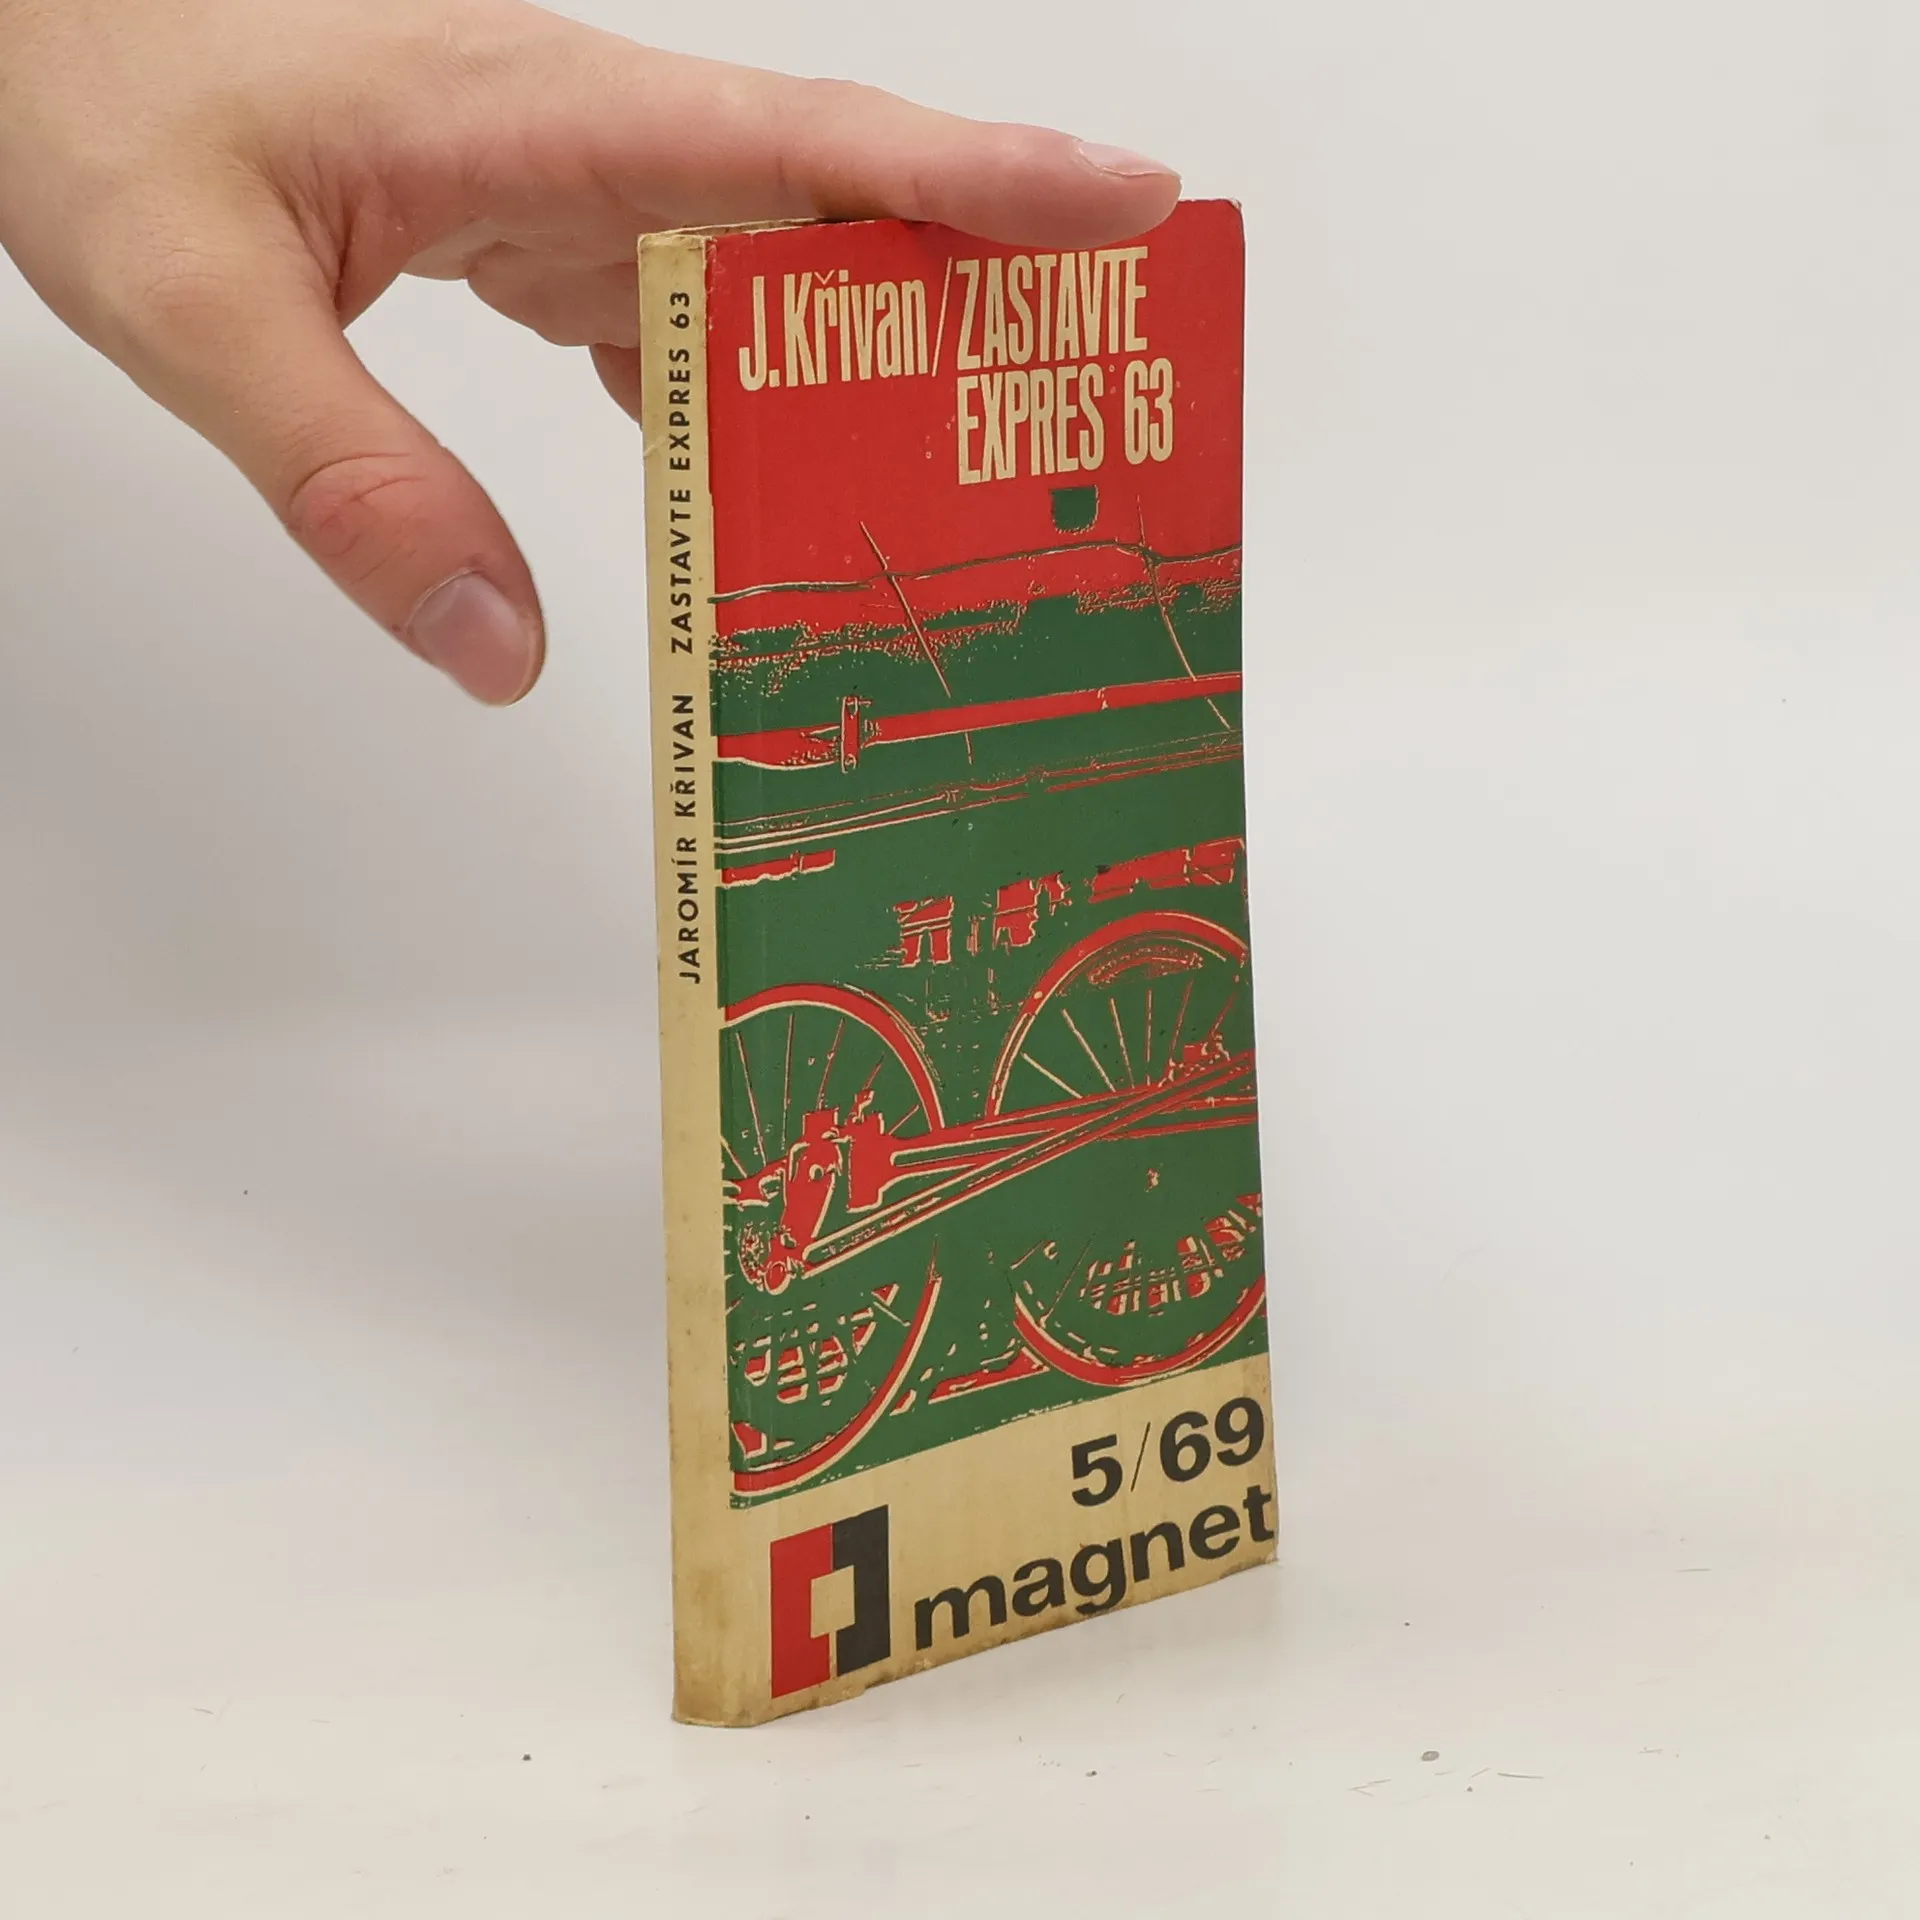 JAROMÍR KŘIVAN ZASTAVTE EXPRES 63
J. Křivan / ZASTAVTE
EXPRES 63
5/69
magnet